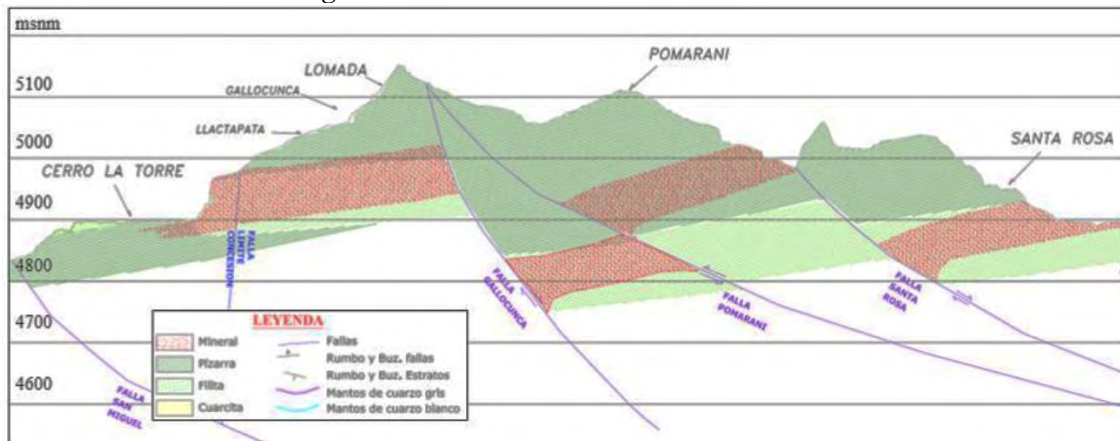 msnm
5100
5000
4900
4800
4700
4600
LOMADA
GALLOCUNCA
LLACTAPATA
CERRO LA TORRE
POMARANI
SANTA ROSA
FALLA
LIMITE
CONCESION
FALLA
GALLOCUNCA
FALLA
POMARANI
FALLA
SANTA
ROSA
FALLA
SAN
MIGUEL
LEYENDA
Mineral
Pizarra
Filita
Cuarcita
Fallas
Rumbo y Buz. fallas
Rumbo y Buz. Estratos
Mantos de cuarzo gris
Mantos de cuarzo blanco